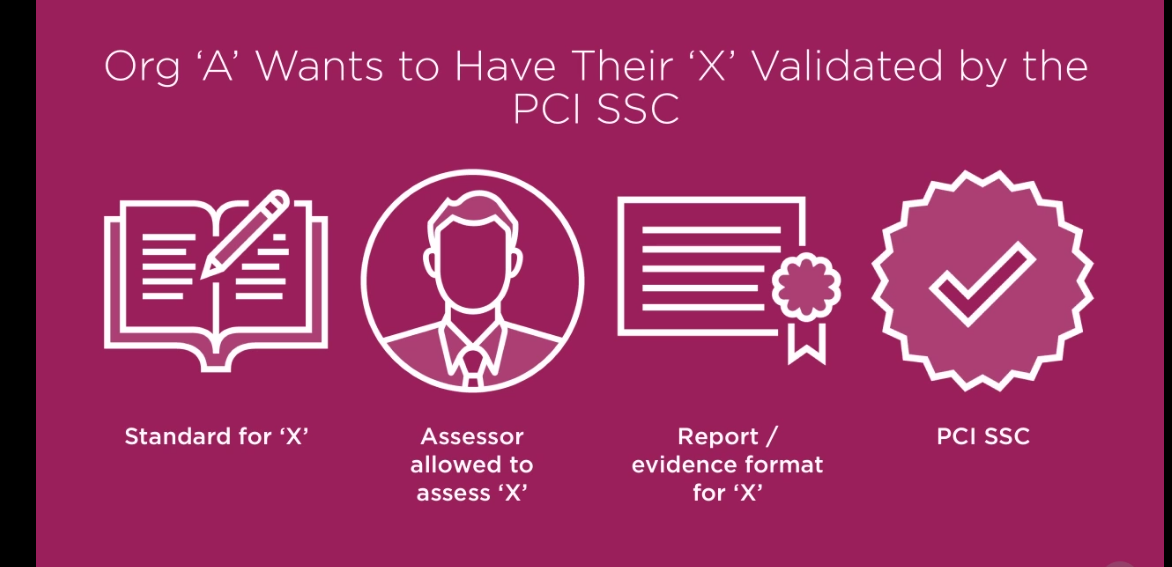 Org ‘A’ Wants to Have Their ‘X’ Validated by the
PCI SSC
Standard for ‘X’
Assessor
allowed to
assess ‘X’
Report /
evidence format
for ‘X’
PCI SSC